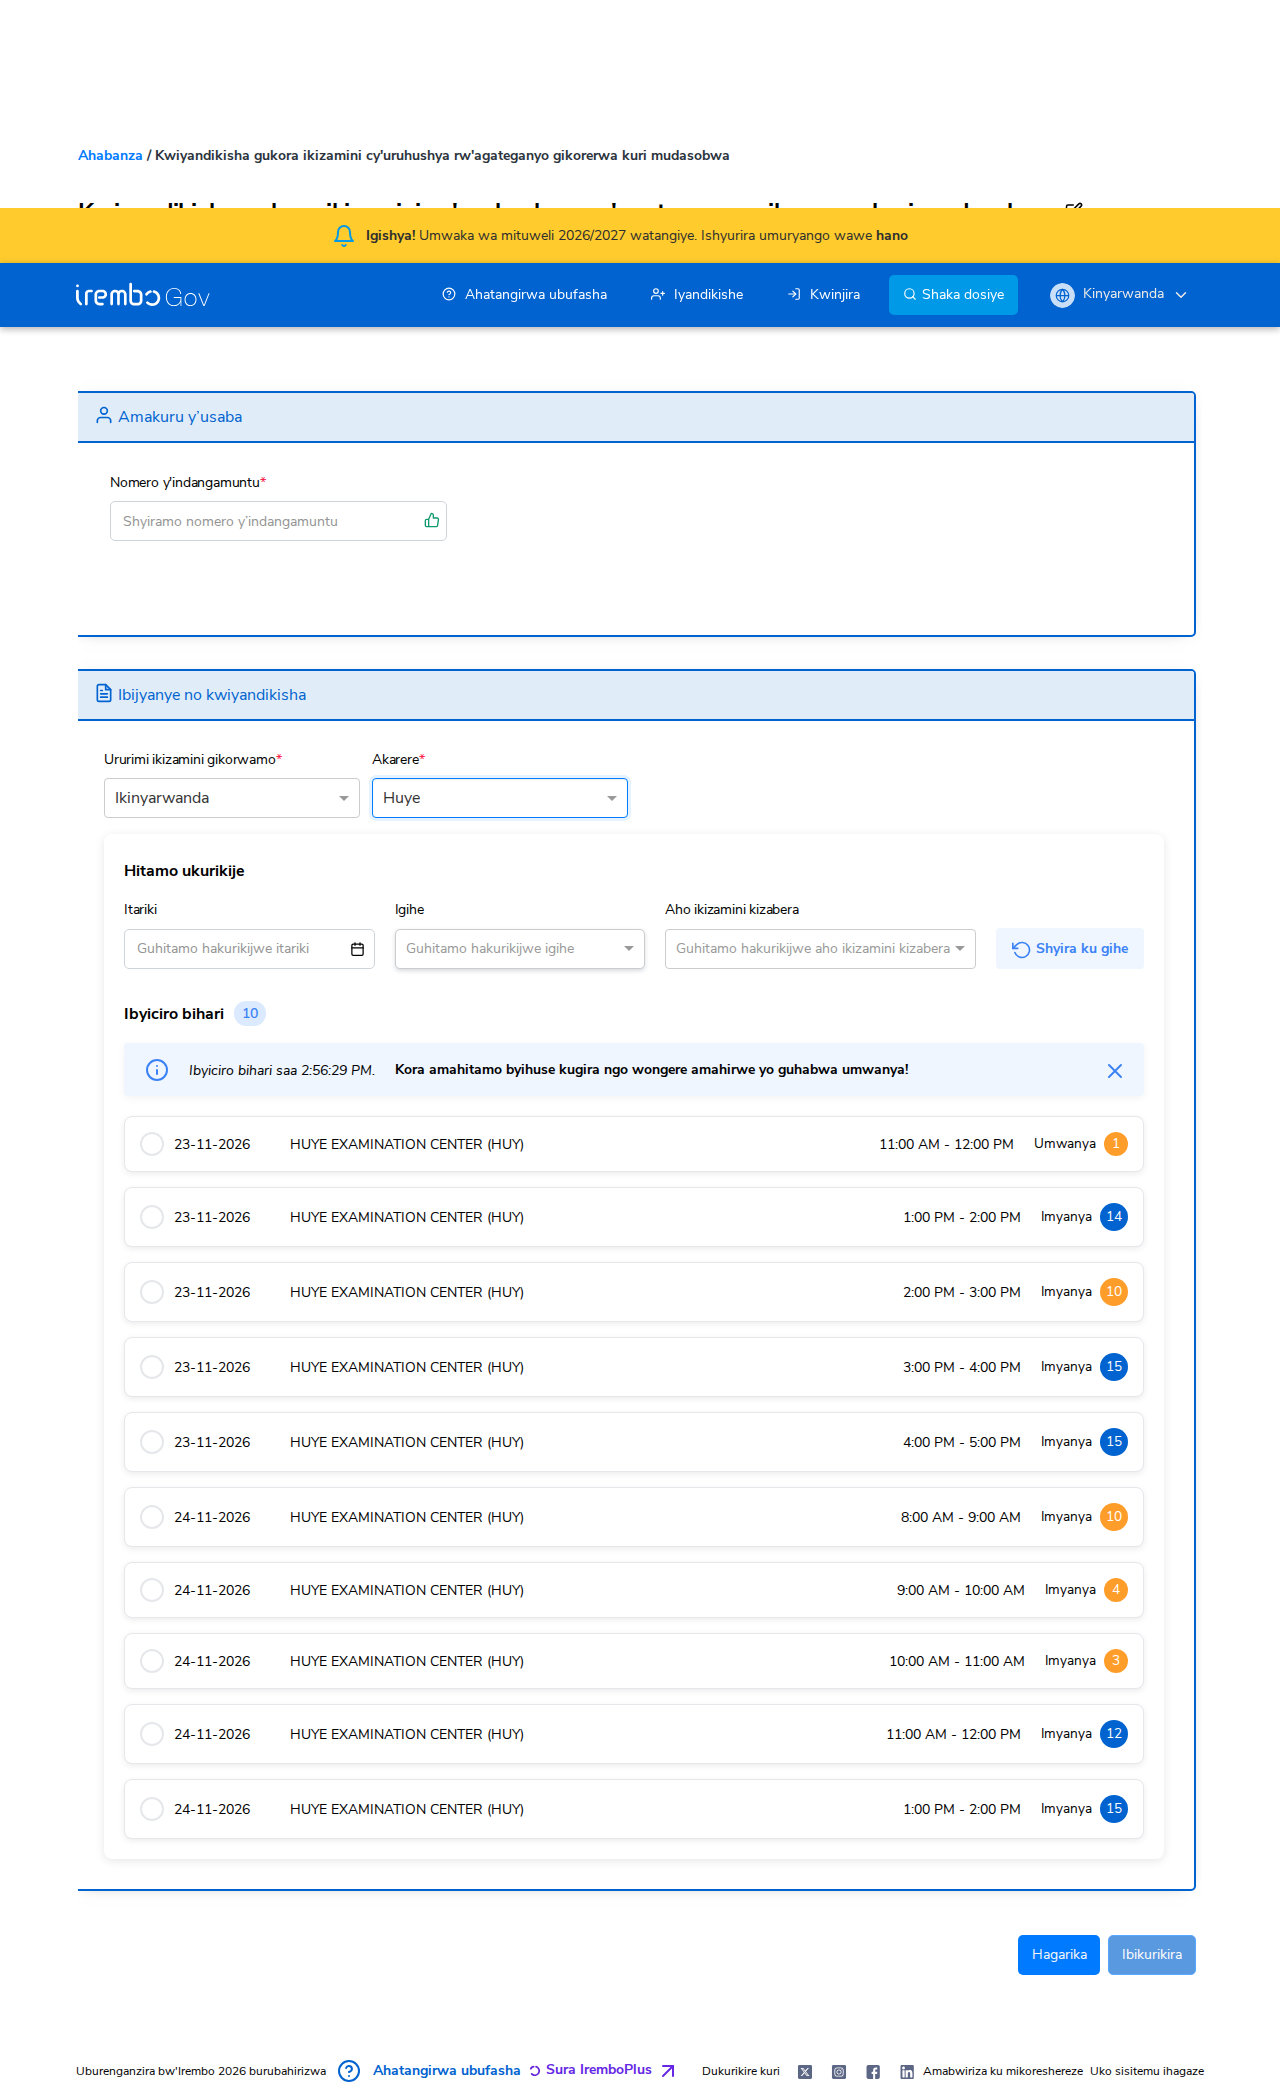 Ahabanza / Kwiyandikisha gukora ikizamini cy'uruhushya rw'agateganyo gikorerwa kuri mudasobwa
Igishya! Umwaka wa mituweli 2026/2027 watangiye. Ishyurira umuryango wawe hano
irembo Gov
Ahatangirwa ubufasha
Iyandikishe
Kwinjira
Shaka dosiye
Kinyarwanda
Amakuru y’usaba
Nomero y'indangamuntu*
Shyiramo nomero y’indangamuntu
Ibijyanye no kwiyandikisha
Ururimi ikizamini gikorwamo* Akarere*
Ikinyarwanda Huye
Hitamo ukurikije
Itariki Igihe Aho ikizamini kizabera
Guhitamo hakurikijwe itariki Guhitamo hakurikijwe igihe Guhitamo hakurikijwe aho ikizamini kizabera Shyira ku gihe
Ibyiciro bihari 10
Ibyiciro bihari saa 2:56:29 PM. Kora amahitamo byihuse kugira ngo wongere amahirwe yo guhabwa umwanya!
23-11-2026 HUYE EXAMINATION CENTER (HUY) 11:00 AM - 12:00 PM Umwanya 1
23-11-2026 HUYE EXAMINATION CENTER (HUY) 1:00 PM - 2:00 PM Imyanya 14
23-11-2026 HUYE EXAMINATION CENTER (HUY) 2:00 PM - 3:00 PM Imyanya 10
23-11-2026 HUYE EXAMINATION CENTER (HUY) 3:00 PM - 4:00 PM Imyanya 15
23-11-2026 HUYE EXAMINATION CENTER (HUY) 4:00 PM - 5:00 PM Imyanya 15
24-11-2026 HUYE EXAMINATION CENTER (HUY) 8:00 AM - 9:00 AM Imyanya 10
24-11-2026 HUYE EXAMINATION CENTER (HUY) 9:00 AM - 10:00 AM Imyanya 4
24-11-2026 HUYE EXAMINATION CENTER (HUY) 10:00 AM - 11:00 AM Imyanya 3
24-11-2026 HUYE EXAMINATION CENTER (HUY) 11:00 AM - 12:00 PM Imyanya 12
24-11-2026 HUYE EXAMINATION CENTER (HUY) 1:00 PM - 2:00 PM Imyanya 15
Hagarika Ibikurikira
Uburenganzira bw'Irembo 2026 burubahirizwa Ahatangirwa ubufasha Sura IremboPlus Dukurikire kuri Amabwiriza ku mikoreshereze Uko sisitemu ihagaze